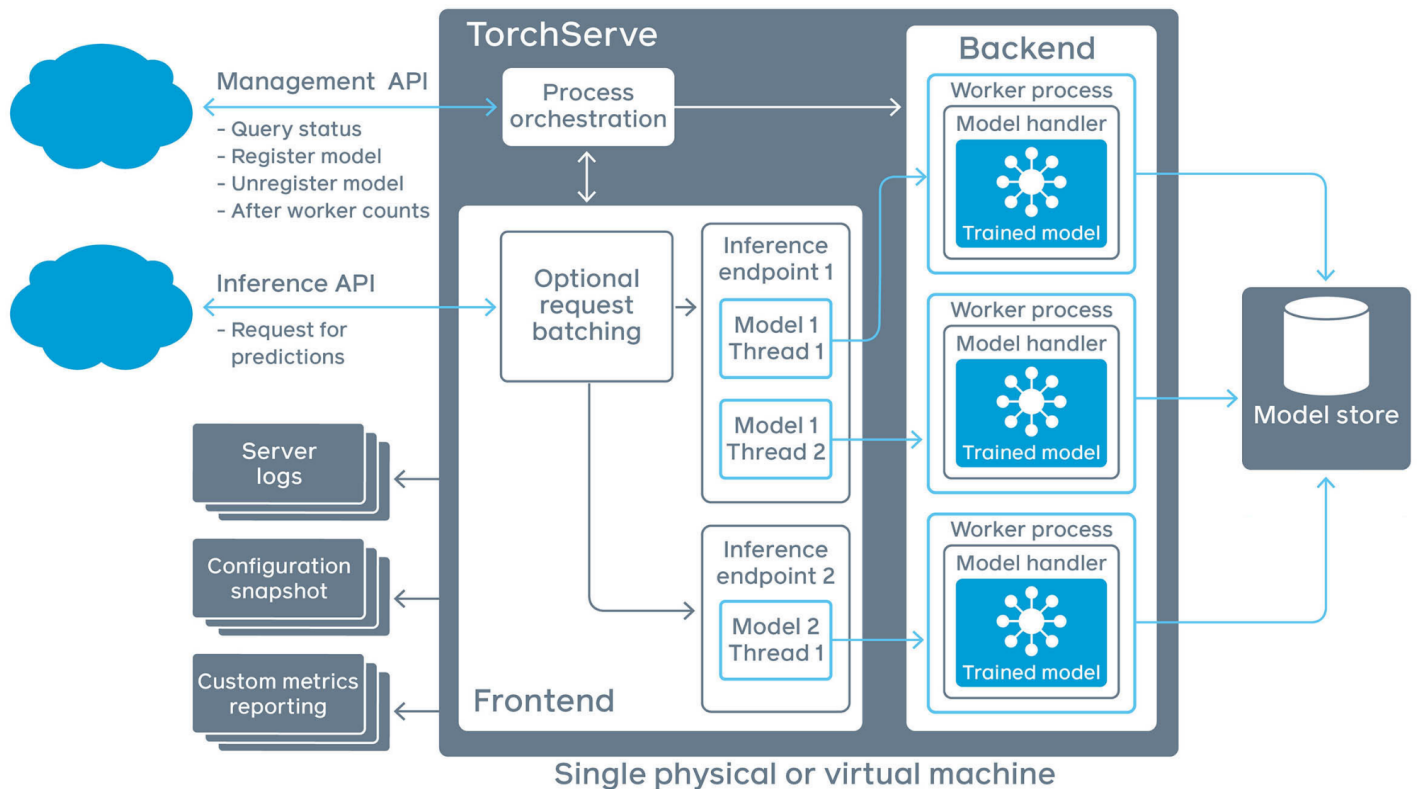 TorchServe
Backend
Management API
- Query status
- Register model
- Unregister model
- After worker counts
Process
orchestration
Inference API
- Request for
predictions
Optional
request
batching
Inference
endpoint 1
Model 1
Thread 1
Model 1
Thread 2
Inference
endpoint 2
Model 2
Thread 1
Frontend
Worker process
Model handler
Trained model
Worker process
Model handler
Trained model
Worker process
Model handler
Trained model
Model store
Server
logs
Configuration
snapshot
Custom metrics
reporting
Single physical or virtual machine